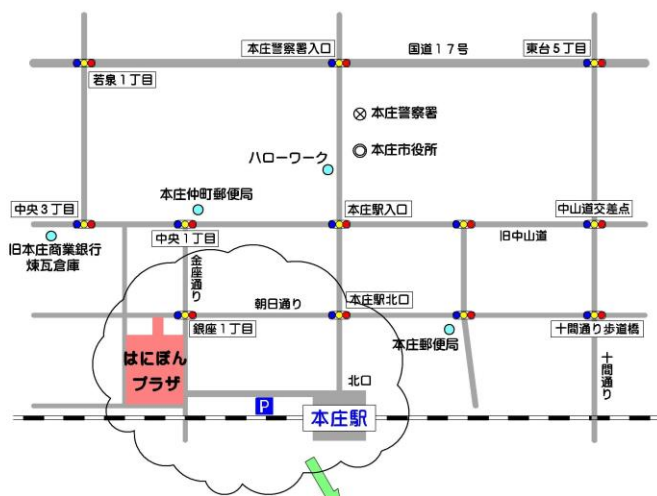 本庄警察署入口
国道17号
東台5丁目
若泉1丁目
本庄警察署
本庄市役所
ハローワーク
本庄仲町郵便局
中央3丁目
本庄駅入口
中山道交差点
旧中山道
中央1丁目
旧本庄商業銀行
煉瓦倉庫
金座通り
朝日通り
本庄駅北口
銀座1丁目
本庄郵便局
十間通り歩道橋
はにぽん
プラザ
北口
十間通り
P
本庄駅